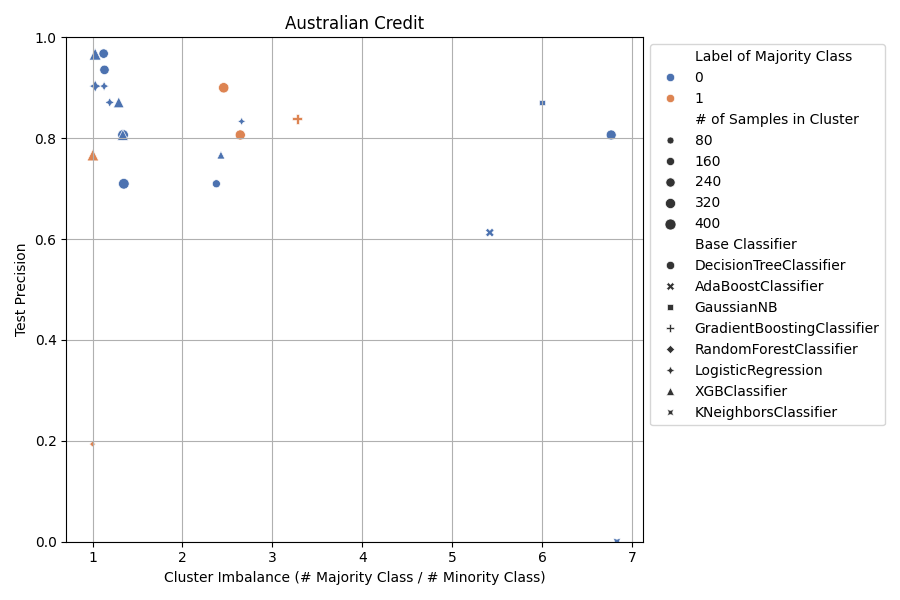 Australian Credit
1.0
0.8
0.6
0.4
0.2
0.0
Test Precision
1
2
3
4
5
6
7
Cluster Imbalance (# Majority Class / # Minority Class)
Label of Majority Class
0
1
# of Samples in Cluster
80
160
240
320
400
Base Classifier
DecisionTreeClassifier
AdaBoostClassifier
GaussianNB
GradientBoostingClassifier
RandomForestClassifier
LogisticRegression
XGBClassifier
KNeighborsClassifier